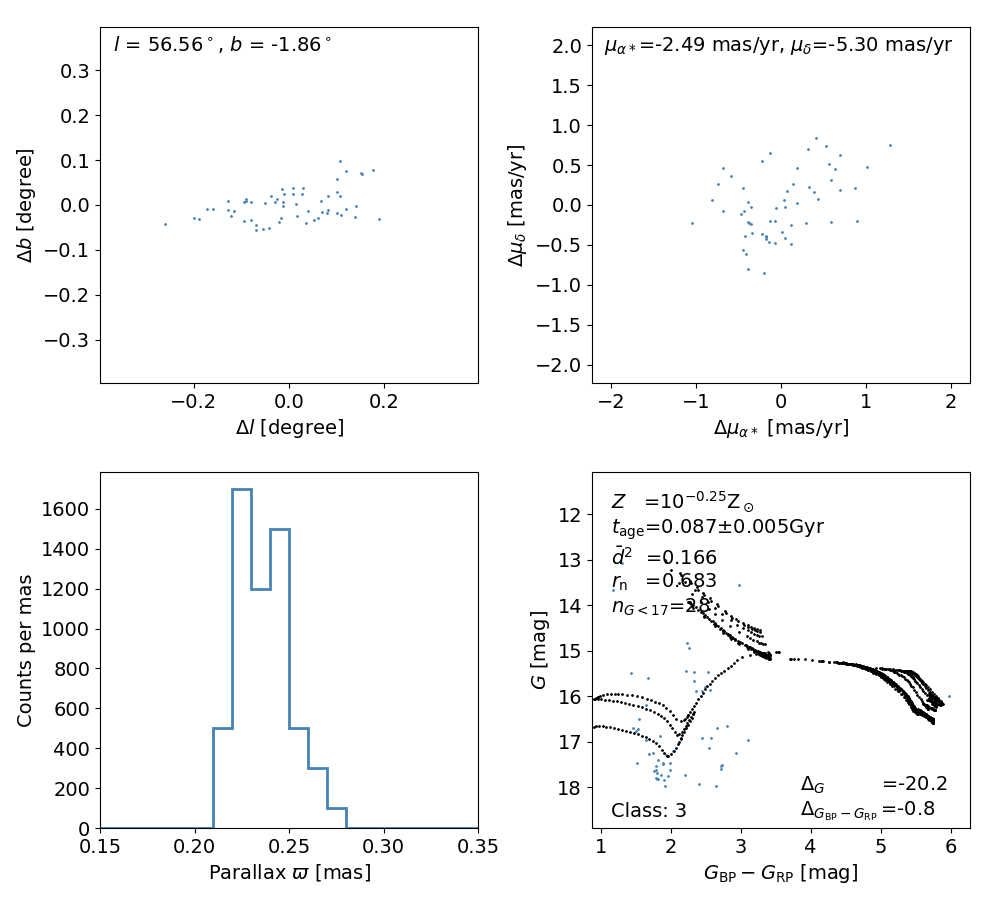 l = 56.56°, b = -1.86°
0.3
0.2
0.1
0.0
−0.1
−0.2
−0.3
Δb [degree]
−0.2 0.0 0.2
Δl [degree]
μα*=-2.49 mas/yr, μδ=-5.30 mas/yr
2.0
1.5
1.0
0.5
0.0
−0.5
−1.0
−1.5
−2.0
Δμδ [mas/yr]
−2 −1 0 1 2
Δμα* [mas/yr]
1600
1400
1200
1000
800
600
400
200
0
Counts per mas
0.15 0.20 0.25 0.30 0.35
Parallax ϖ [mas]
Z =10^−0.25 Z⊙
t_age=0.087±0.005Gyr
d̄² =0.166
r_n =0.683
n_G<17=28
12
13
14
15
16
17
18
G [mag]
Δ_G =-20.2
Δ_G_BP−G_RP =-0.8
Class: 3
1 2 3 4 5 6
G_BP − G_RP [mag]